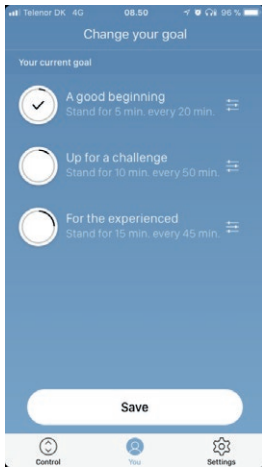 Telenor DK 4G 08.50 96 %
Change your goal
Your current goal
A good beginning
Stand for 5 min. every 20 min.
Up for a challenge
Stand for 10 min. every 50 min.
For the experienced
Stand for 15 min. every 45 min.
Save
Control You Settings